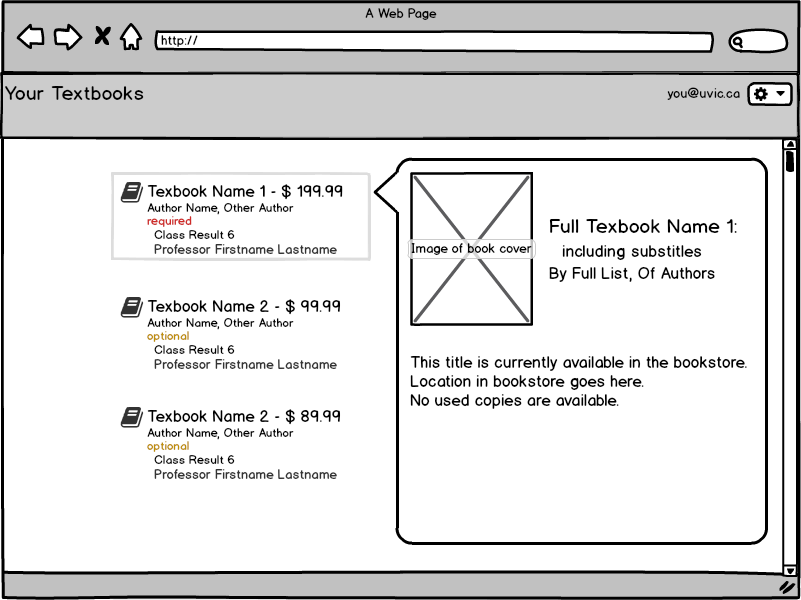 A Web Page
http://
Your Textbooks
you@uvic.ca
Texbook Name 1 - $ 199.99
Author Name, Other Author
required
Class Result 6
Professor Firstname Lastname
Texbook Name 2 - $ 99.99
Author Name, Other Author
optional
Class Result 6
Professor Firstname Lastname
Texbook Name 2 - $ 89.99
Author Name, Other Author
optional
Class Result 6
Professor Firstname Lastname
Image of book cover
Full Texbook Name 1:
including substitles
By Full List, Of Authors
This title is currently available in the bookstore.
Location in bookstore goes here.
No used copies are available.